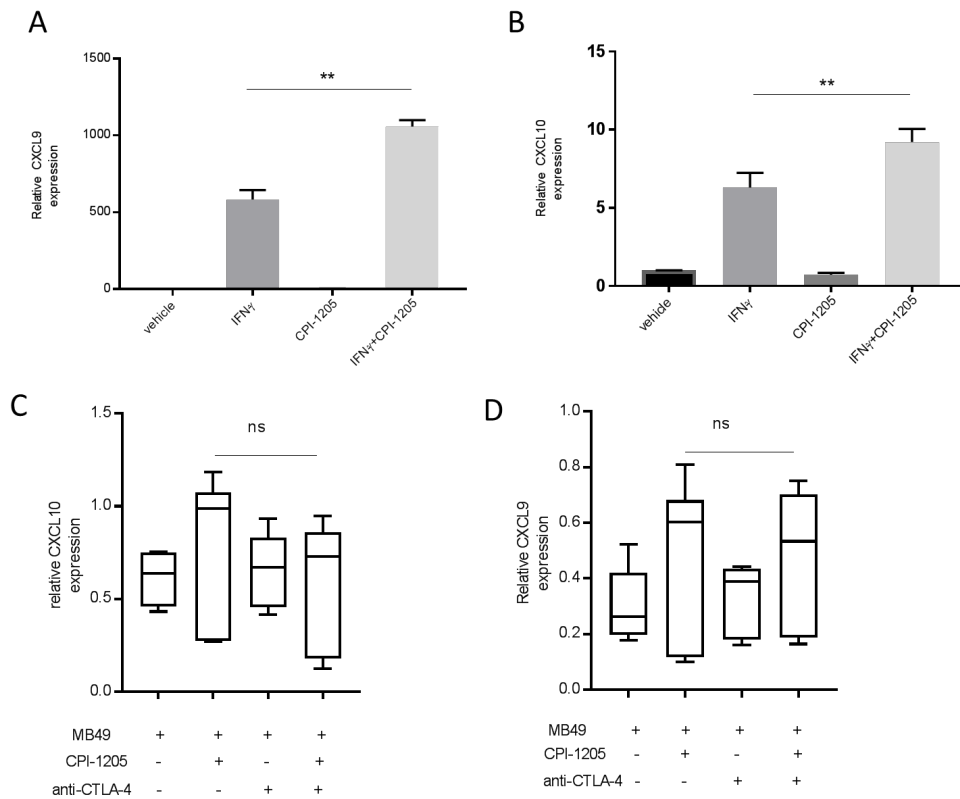 A
Relative CXCL9
expression
1500
1000
500
0
**
vehicle
IFNγ
CPI-1205
IFNγ+CPI-1205
B
Relative CXCL10
expression
15
10
5
0
**
vehicle
IFNγ
CPI-1205
IFNγ+CPI-1205
C
relative CXCL10
expression
1.5
1.0
0.5
0.0
ns
MB49 + + + +
CPI-1205 - + - +
anti-CTLA-4 - - + +
D
Relative CXCL9
expression
1.0
0.8
0.6
0.4
0.2
0.0
ns
MB49 + + + +
CPI-1205 - + - +
anti-CTLA-4 - - + +